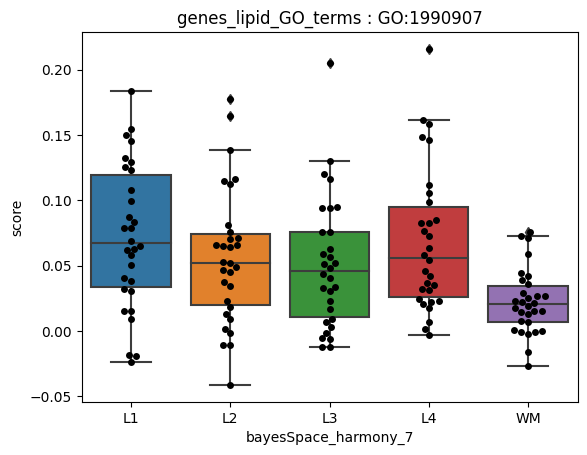 genes_lipid_GO_terms : GO:1990907
score
0.20
0.15
0.10
0.05
0.00
−0.05
L1 L2 L3 L4 WM
bayesSpace_harmony_7